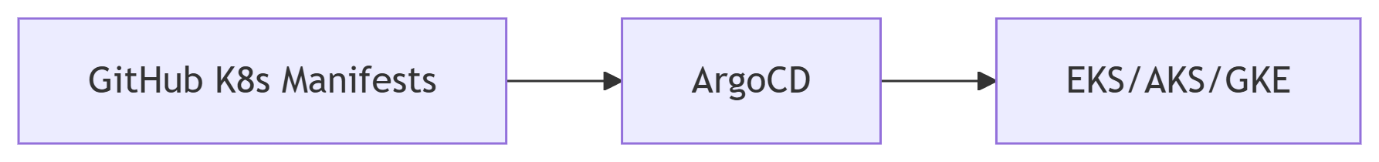 GitHub K8s Manifests
ArgoCD
EKS/AKS/GKE